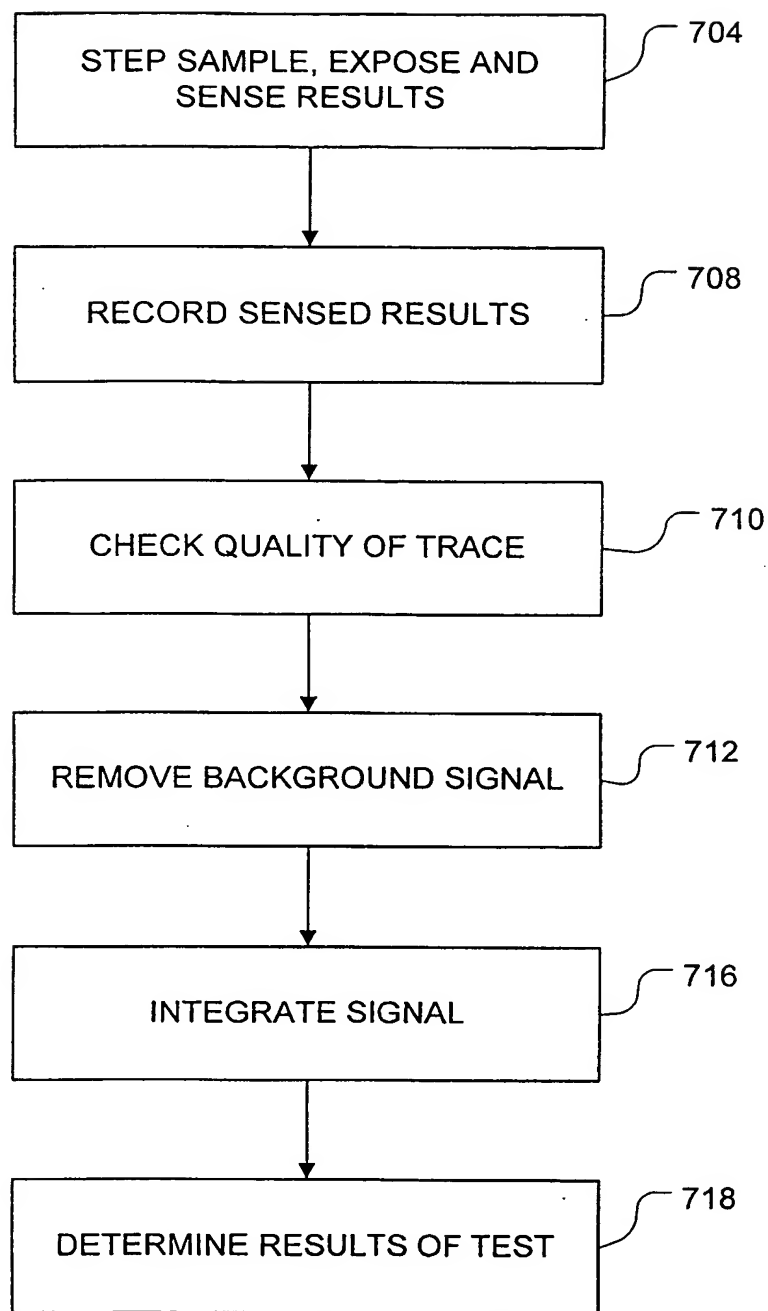 STEP SAMPLE, EXPOSE AND
SENSE RESULTS
704
RECORD SENSED RESULTS
708
CHECK QUALITY OF TRACE
710
REMOVE BACKGROUND SIGNAL
712
INTEGRATE SIGNAL
716
DETERMINE RESULTS OF TEST
718